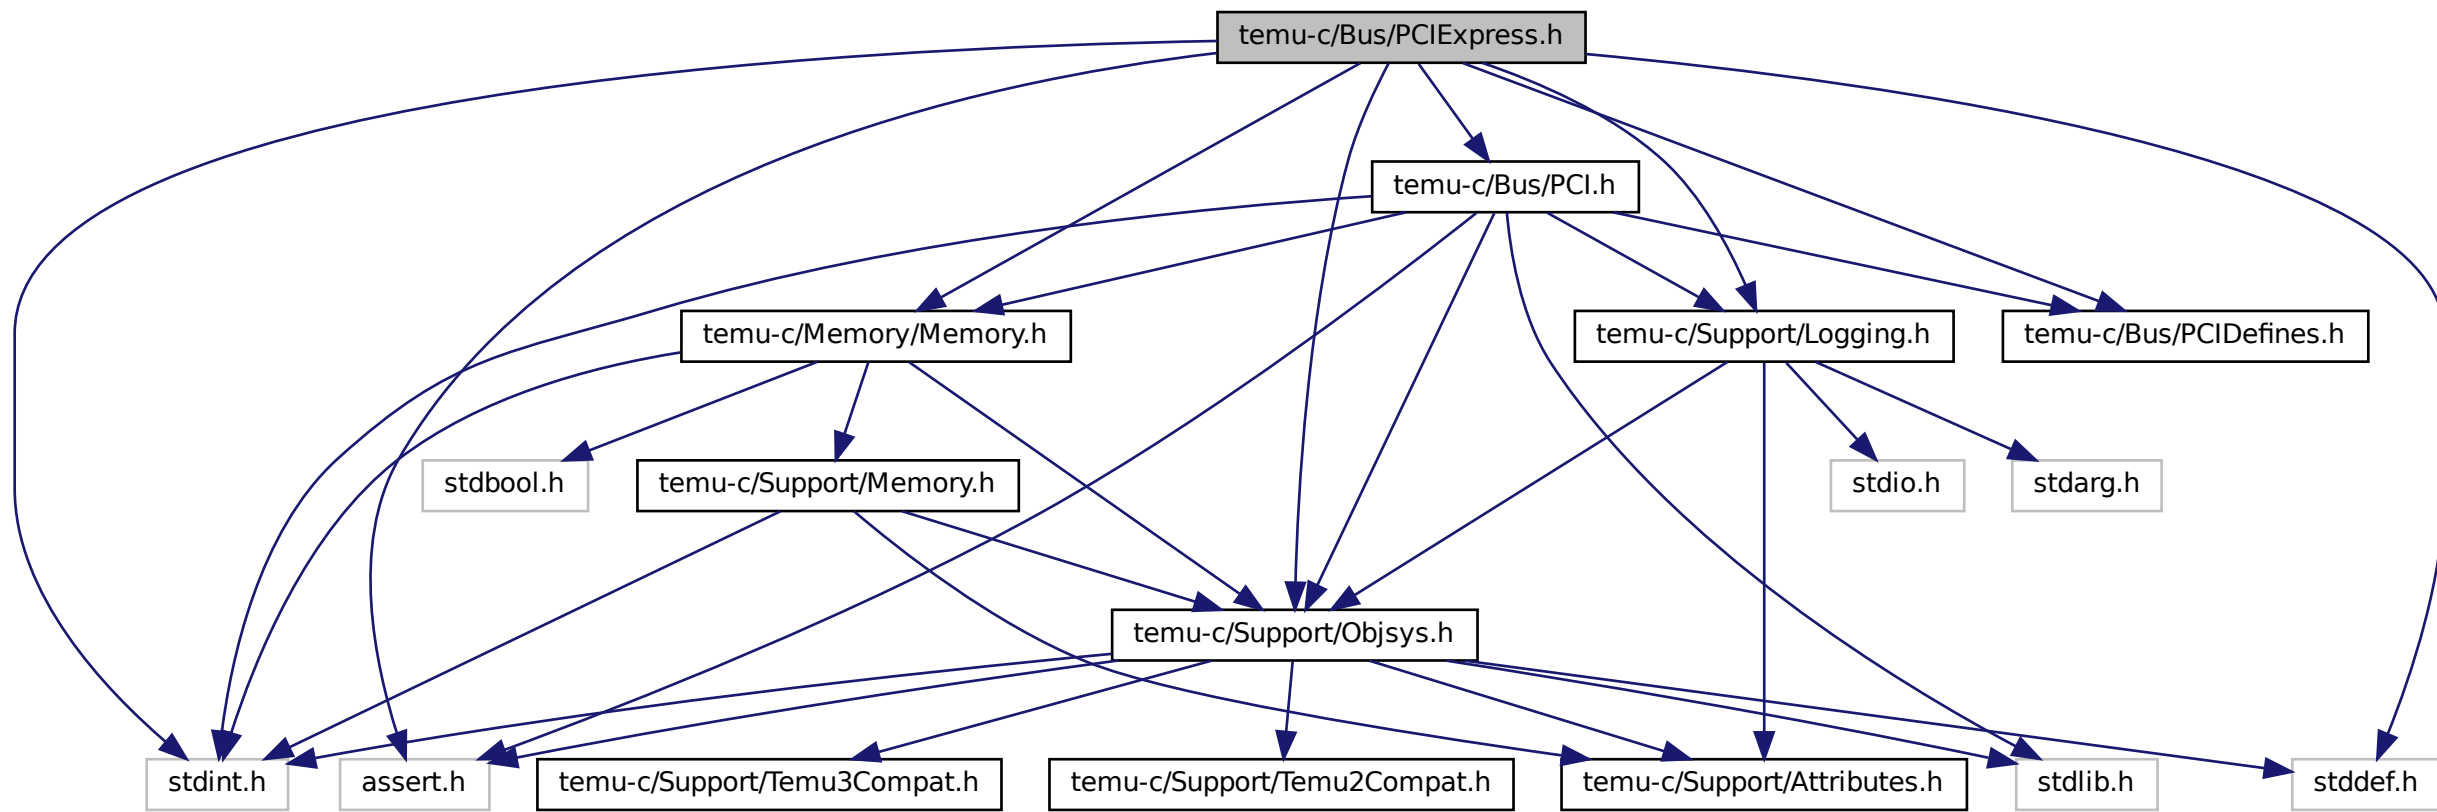 temu-c/Bus/PCIExpress.h
temu-c/Bus/PCI.h
temu-c/Memory/Memory.h
temu-c/Support/Logging.h
temu-c/Bus/PCIDefines.h
stdbool.h
temu-c/Support/Memory.h
stdio.h
stdarg.h
temu-c/Support/Objsys.h
stdint.h
assert.h
temu-c/Support/Temu3Compat.h
temu-c/Support/Temu2Compat.h
temu-c/Support/Attributes.h
stdlib.h
stddef.h